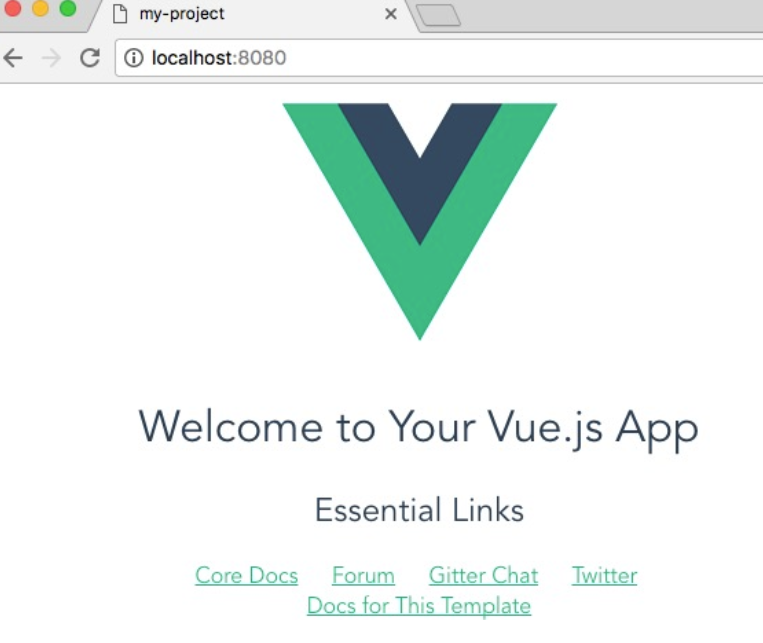 my-project
localhost:8080
Welcome to Your Vue.js App
Essential Links
Core Docs Forum Gitter Chat Twitter
Docs for This Template